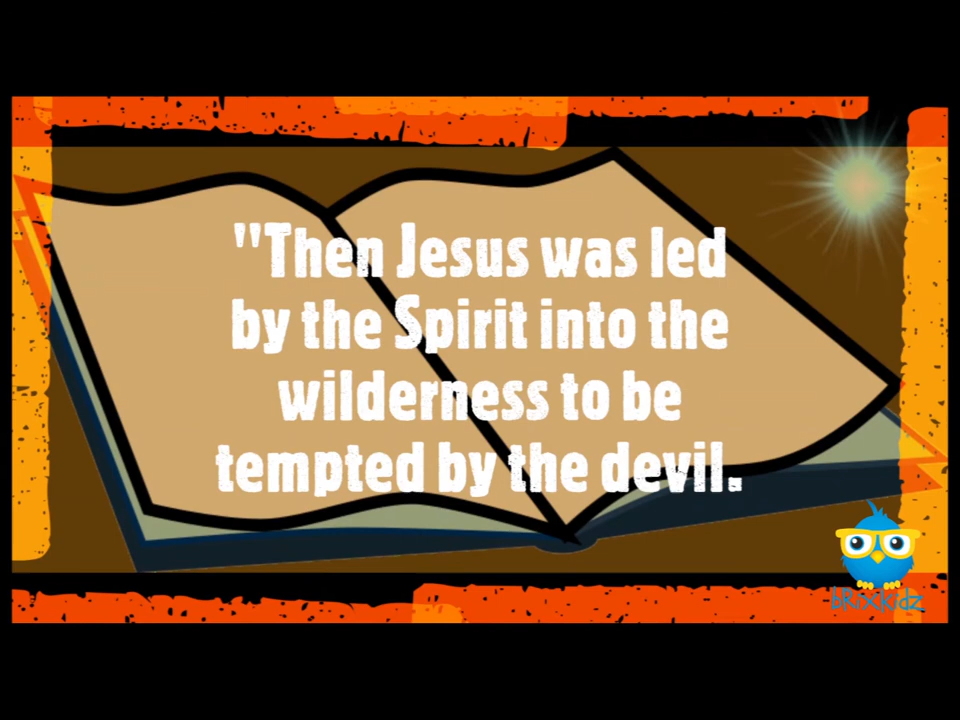 "Then Jesus was led
by the Spirit into the
wilderness to be
tempted by the devil.
bRixkidz